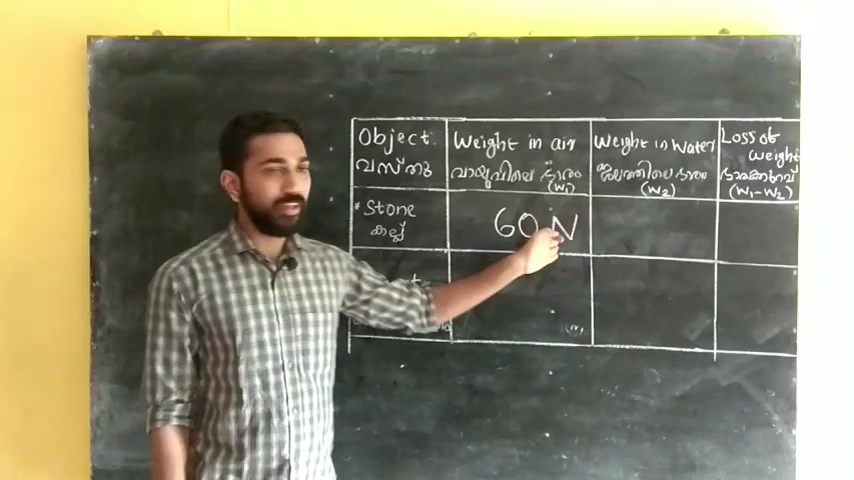 Object
വസ്തു
Weight in air
വായുവിലെ ഭാരം
(W₁)
Weight in Water
ജലത്തിലെ ഭാരം
(W₂)
Loss of
Weight
ഭാരക്കുറവ്
(W₁-W₂)
* Stone
കല്ല്
60 N